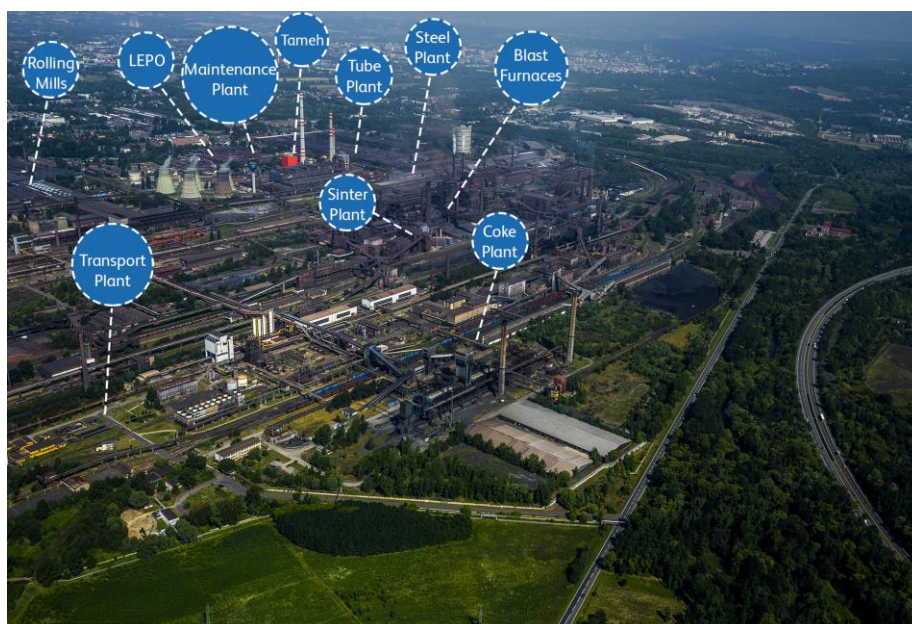 Rolling
Mills
LEPO
Maintenance
Plant
Tameh
Tube
Plant
Steel
Plant
Blast
Furnaces
Sinter
Plant
Coke
Plant
Transport
Plant